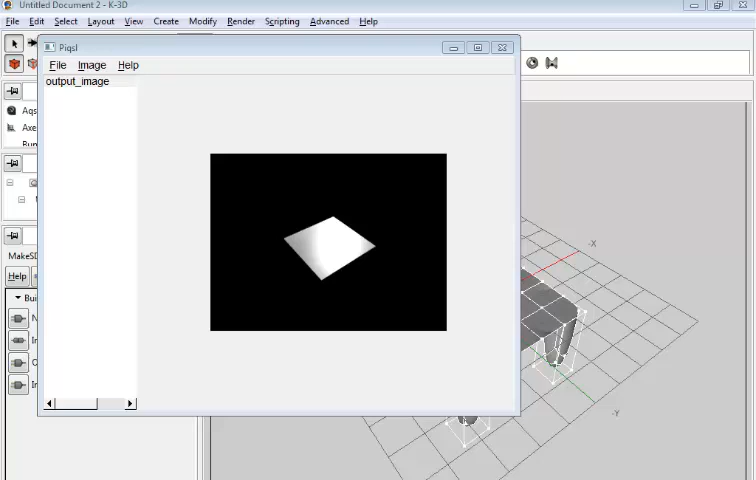 Untitled Document 2 - K-3D
File Edit Select Layout View Create Modify Render Scripting Advanced Help
Piqsl
File Image Help
output_image
Aqs
Axe
MakeSD
Help
Bui
-X
-Y